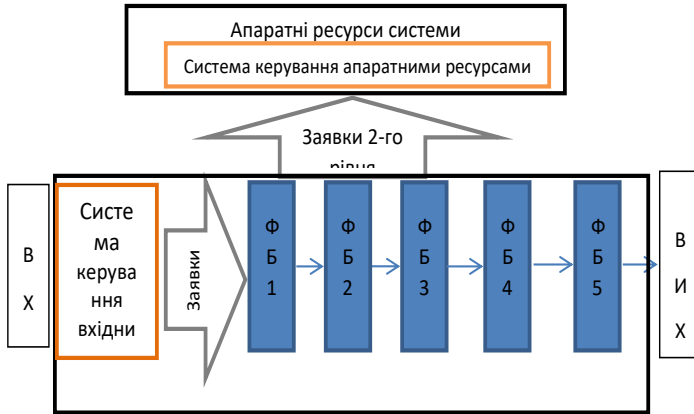 Апаратні ресурси системи
Система керування апаратними ресурсами
Заявки 2-го
рівня
В
Х
Систе
ма
керува
ння
вхідни
Заявки
Ф
Б
1
Ф
Б
2
Ф
Б
3
Ф
Б
4
Ф
Б
5
В
И
Х